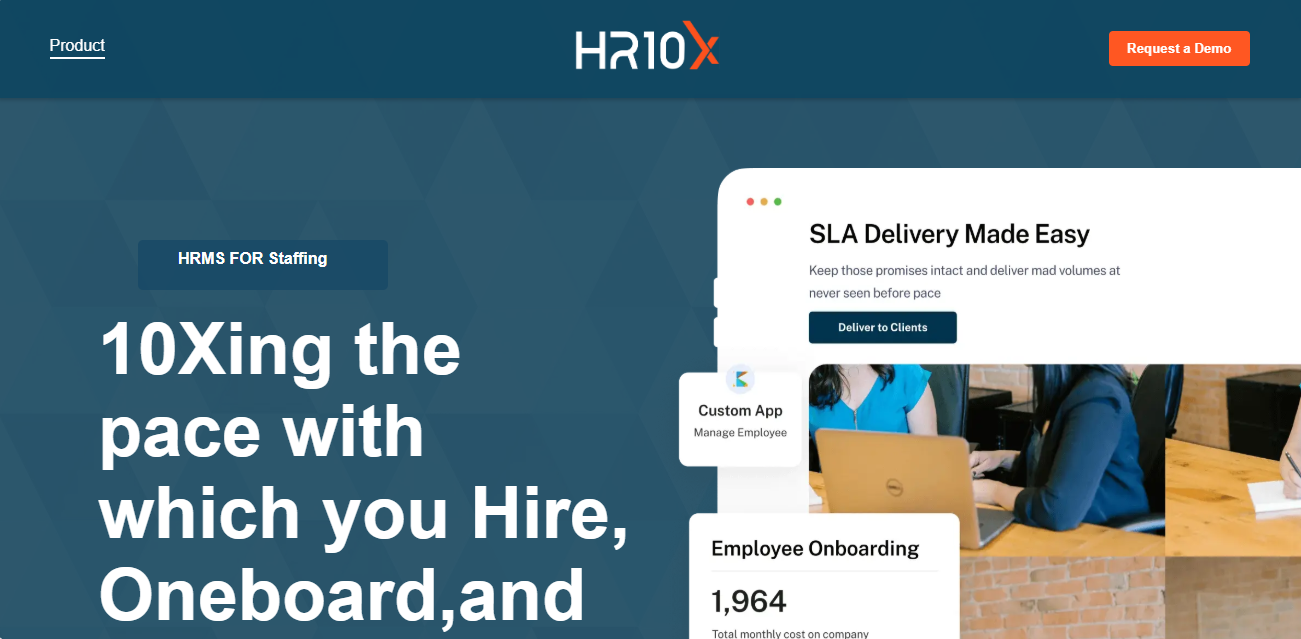 Product
HR10X
Request a Demo
HRMS FOR Staffing
10Xing the
pace with
which you Hire,
Oneboard,and
SLA Delivery Made Easy
Keep those promises intact and deliver mad volumes at
never seen before pace
Deliver to Clients
Custom App
Manage Employee
DELL
Employee Onboarding
1,964
Total monthly cost on company